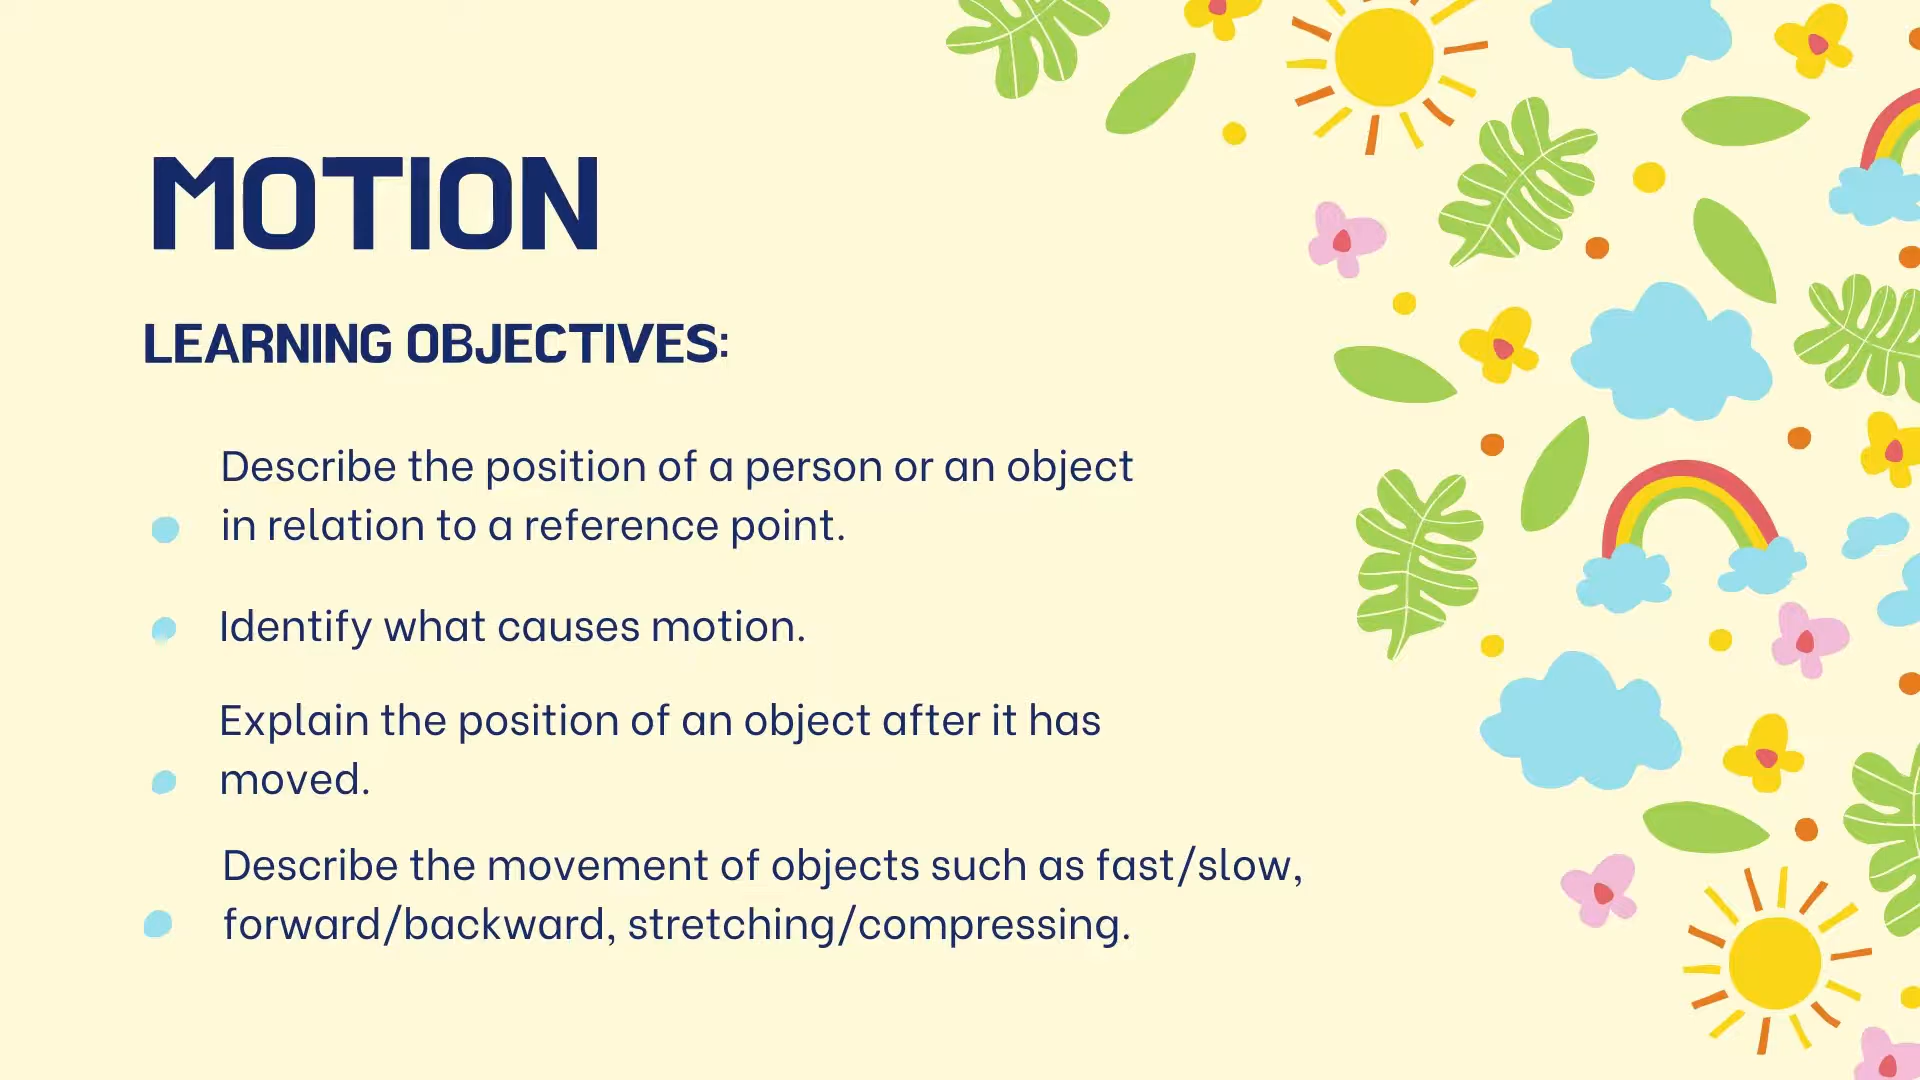 MOTION
LEARNING OBJECTIVES:
Describe the position of a person or an object
in relation to a reference point.
Identify what causes motion.
Explain the position of an object after it has
moved.
Describe the movement of objects such as fast/slow,
forward/backward, stretching/compressing.